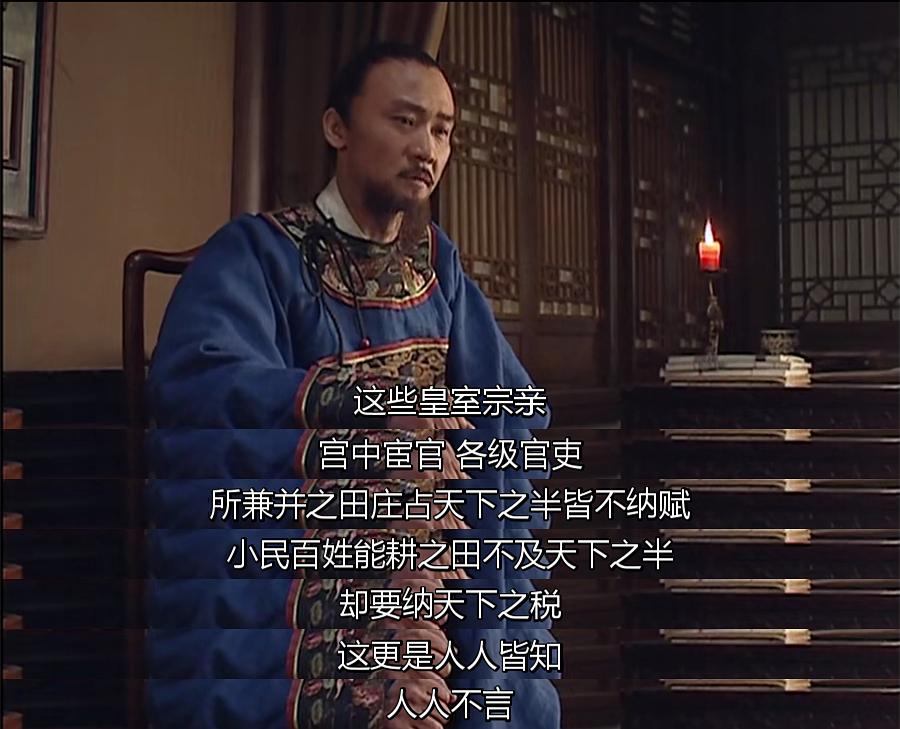 这些皇室宗亲
宫中宦官 各级官吏
所兼并之田庄占天下之半皆不纳赋
小民百姓能耕之田不及天下之半
却要纳天下之税
这更是人人皆知
人人不言